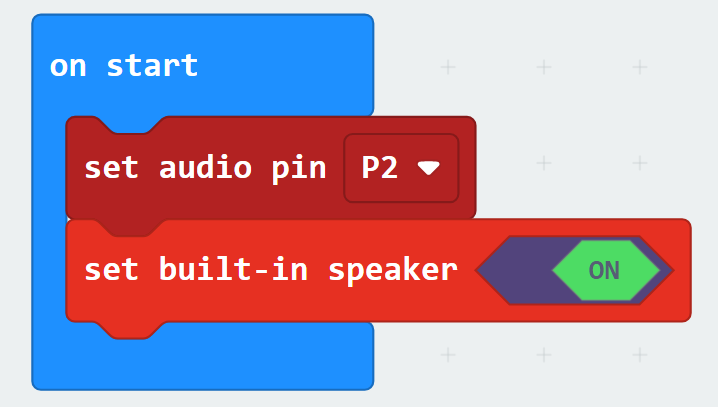 on start
set audio pin P2
set built-in speaker ON